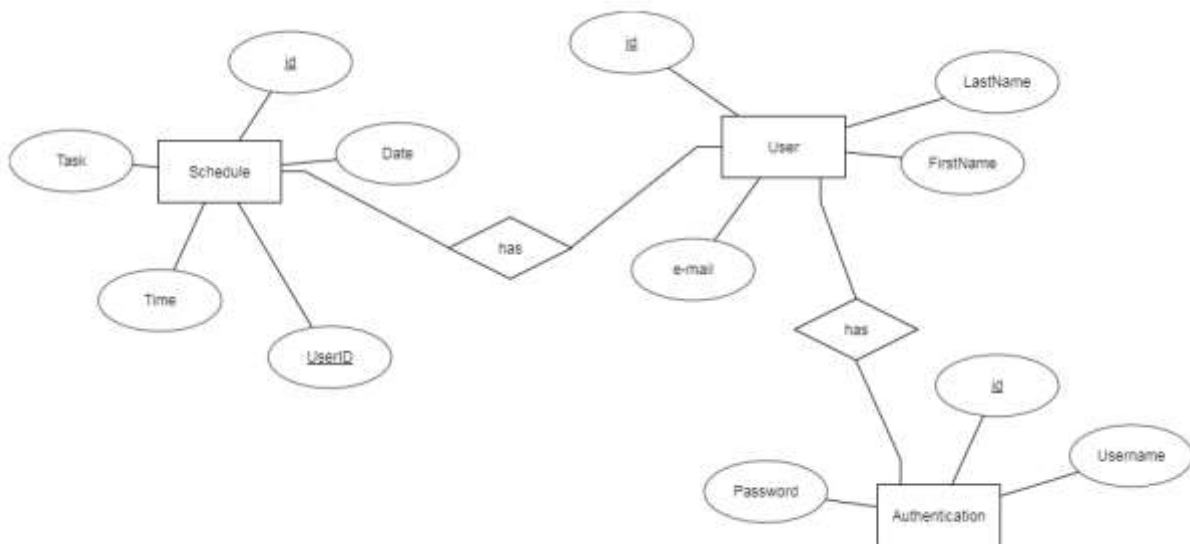 id
id
LastName
Task
Schedule
Date
User
FirstName
has
e-mail
Time
has
UserID
id
Username
Password
Authentication